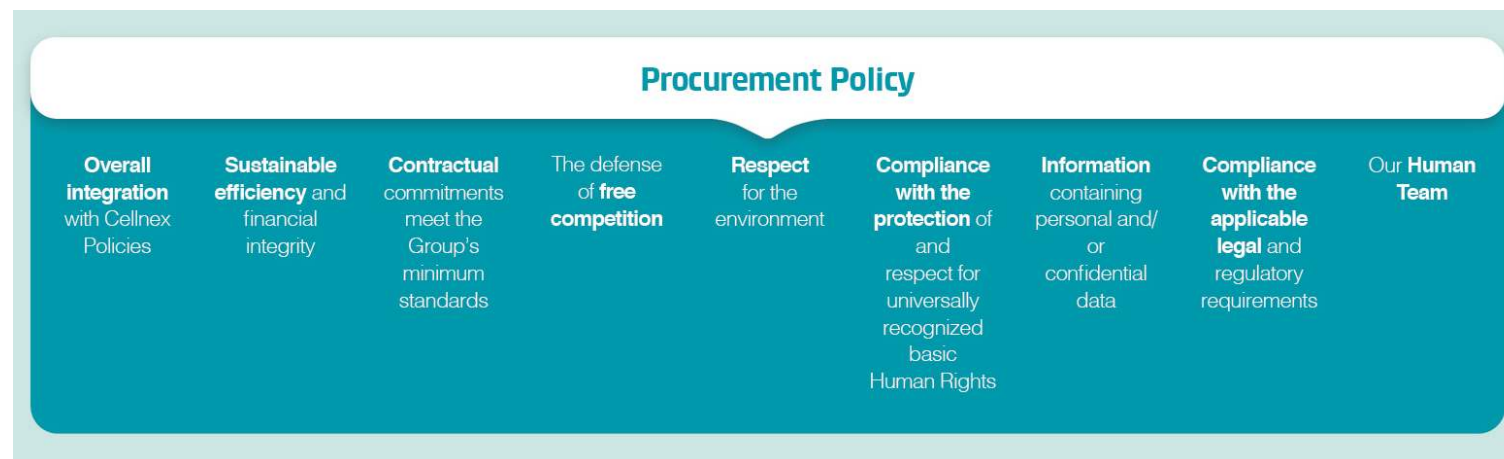 Procurement Policy
Overall
integration
with Cellnex
Policies
Sustainable
efficiency and
financial
integrity
Contractual
commitments
meet the
Group's
minimum
standards
The defense
of free
competition
Respect
for the
environment
Compliance
with the
protection of
and
respect for
universally
recognized
basic
Human Rights
Information
containing
personal and/
or
confidential
data
Compliance
with the
applicable
legal and
regulatory
requirements
Our Human
Team